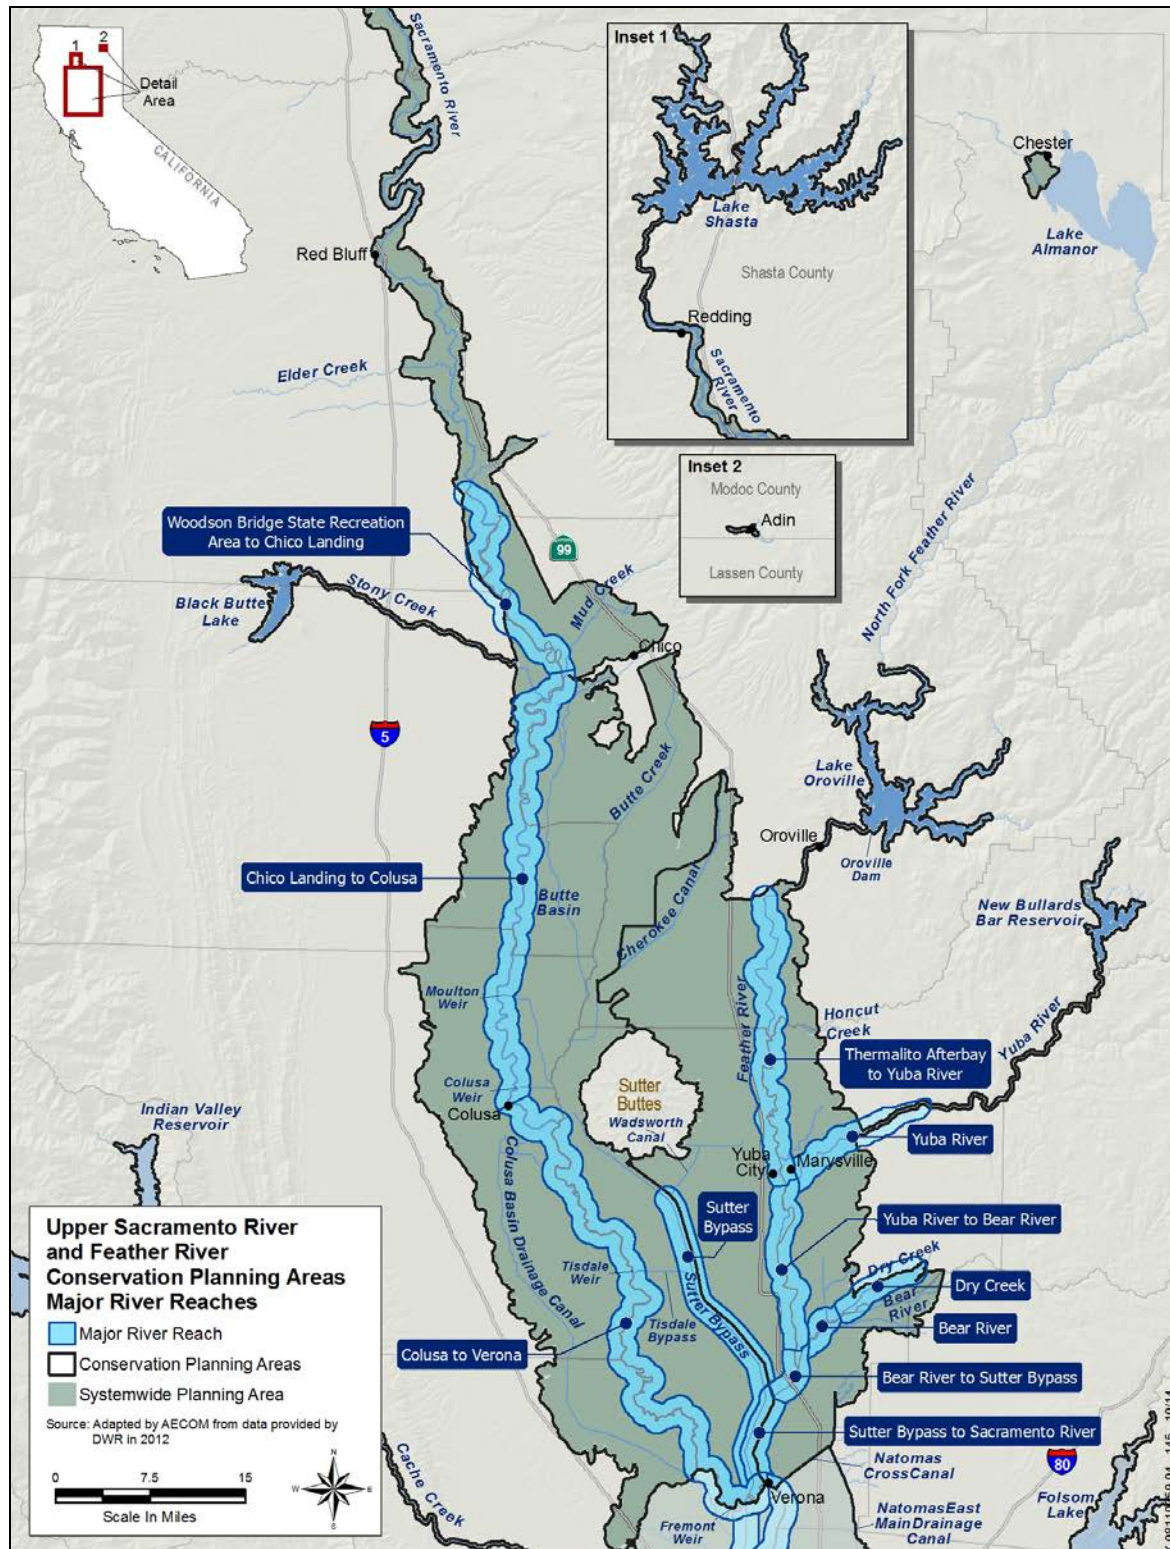 1
2
Detail
Area
CALIFORNIA
Sacramento River
Inset 1
Lake
Shasta
Shasta County
Redding
Sacramento
River
Chester
Lake
Almanor
Red Bluff
Elder Creek
Inset 2
Modoc County
Adin
Lassen County
Woodson Bridge State Recreation
Area to Chico Landing
99
Black Butte
Lake
Stony Creek
Mud Creek
Chico
North Fork Feather River
5
Butte Creek
Lake
Oroville
Oroville
Oroville
Dam
Chico Landing to Colusa
Butte
Basin
Cherokee Canal
New Bullards
Bar Reservoir
Moulton
Weir
Feather River
Honcut
Creek
Yuba River
Thermalito Afterbay
to Yuba River
Colusa
Weir
Colusa
Sutter
Buttes
Wadsworth
Canal
Indian Valley
Reservoir
Yuba River
Yuba
City
Marysville
Colusa Basin Drainage Canal
Sutter
Bypass
Yuba River to Bear River
Tisdale
Weir
Sutter Bypass
Dry Creek
Dry Creek
Bear
River
Tisdale
Bypass
Bear River
Colusa to Verona
Bear River to Sutter Bypass
Sutter Bypass to Sacramento River
Natomas
CrossCanal
80
Verona
Fremont
Weir
NatomasEast
MainDrainage
Canal
Folsom
Lake
Cache Creek
Upper Sacramento River
and Feather River
Conservation Planning Areas
Major River Reaches
Major River Reach
Conservation Planning Areas
Systemwide Planning Area
Source: Adapted by AECOM from data provided by
DWR in 2012
N
W
E
S
0 7.5 15
Scale In Miles